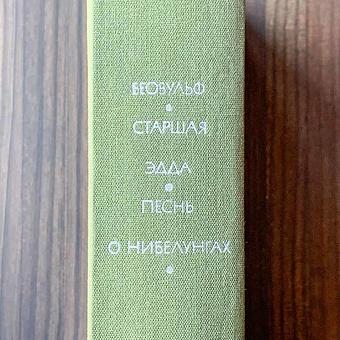 БЕОВУЛЬФ
СТАРШАЯ
ЭДДА
ПЕСНЬ
О НИБЕЛУНГАХ